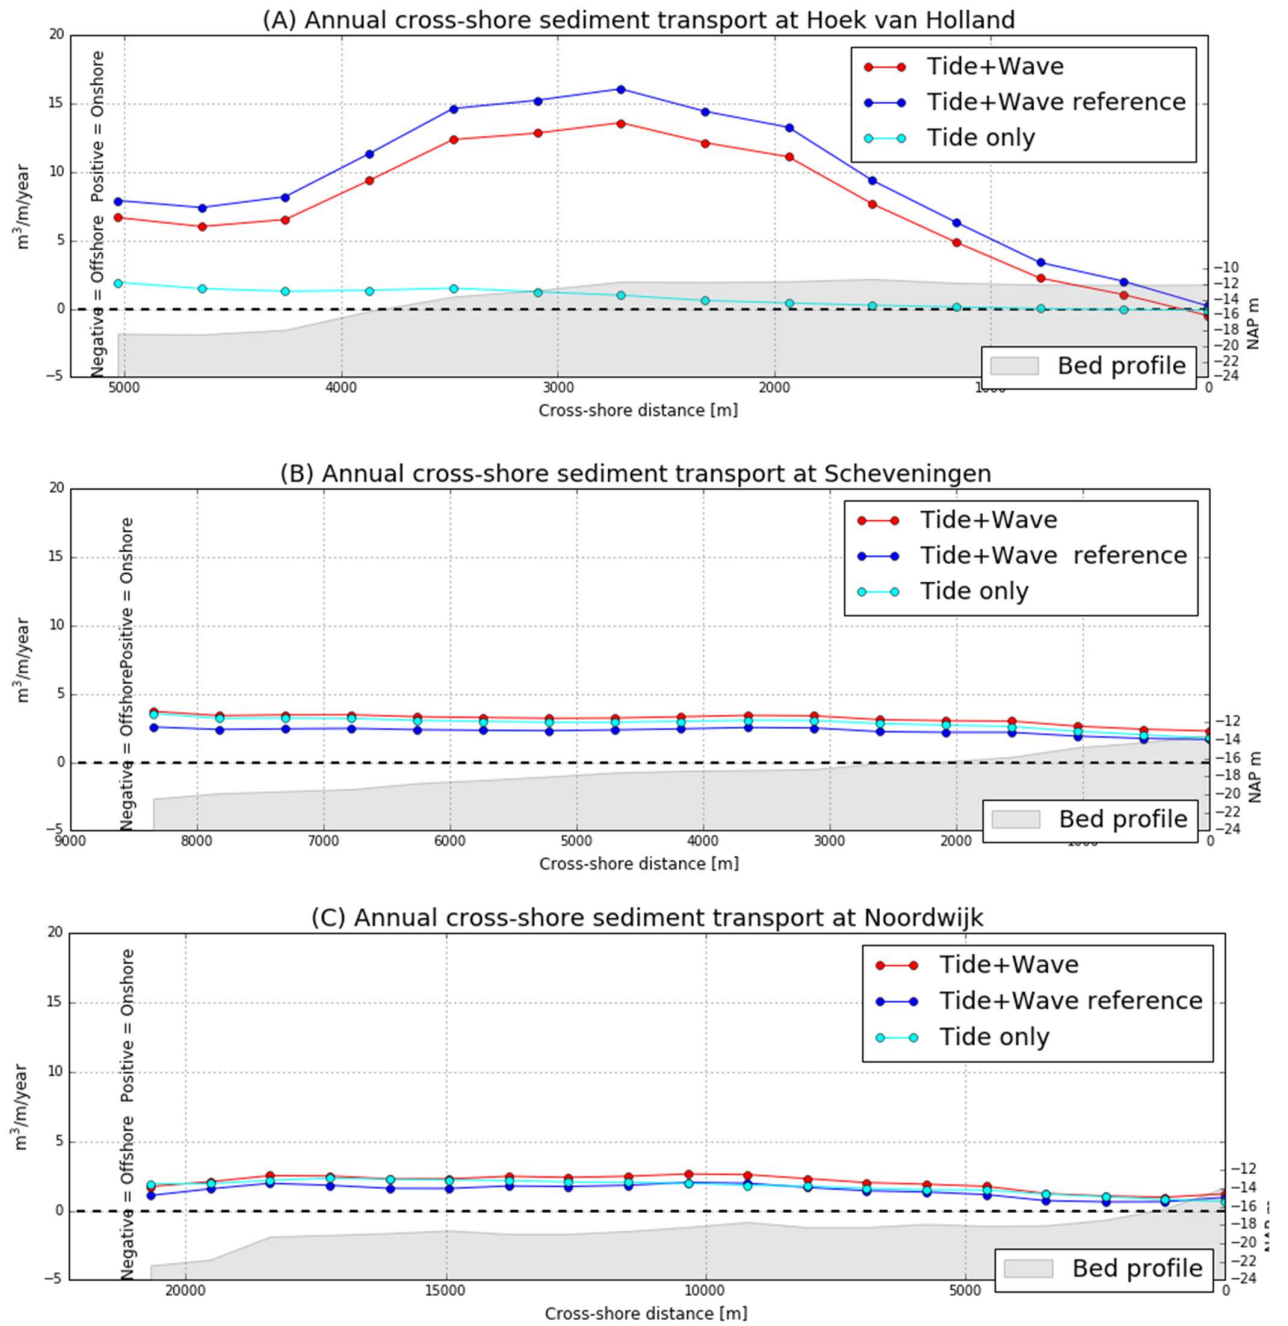 (A) Annual cross-shore sediment transport at Hoek van Holland
20
15
10
5
0
−5
m³/m/year
Negative = Offshore Positive = Onshore
Tide+Wave
Tide+Wave reference
Tide only
Bed profile
−10
−12
−14
−16
−18
−20
−22
−24
NAP m
5000 4000 3000 2000 0
Cross-shore distance [m]
(B) Annual cross-shore sediment transport at Scheveningen
20
15
10
5
0
−5
m³/m/year
Negative = OffshorePositive = Onshore
Tide+Wave
Tide+Wave reference
Tide only
Bed profile
−12
−14
−16
−18
−20
−22
−24
NAP m
9000 8000 7000 6000 5000 4000 3000 2000 1000 0
Cross-shore distance [m]
(C) Annual cross-shore sediment transport at Noordwijk
20
15
10
5
0
−5
m³/m/year
Negative = Offshore Positive = Onshore
Tide+Wave
Tide+Wave reference
Tide only
Bed profile
−12
−14
−16
−18
−20
−22
−24
NAP m
20000 15000 10000 5000 0
Cross-shore distance [m]